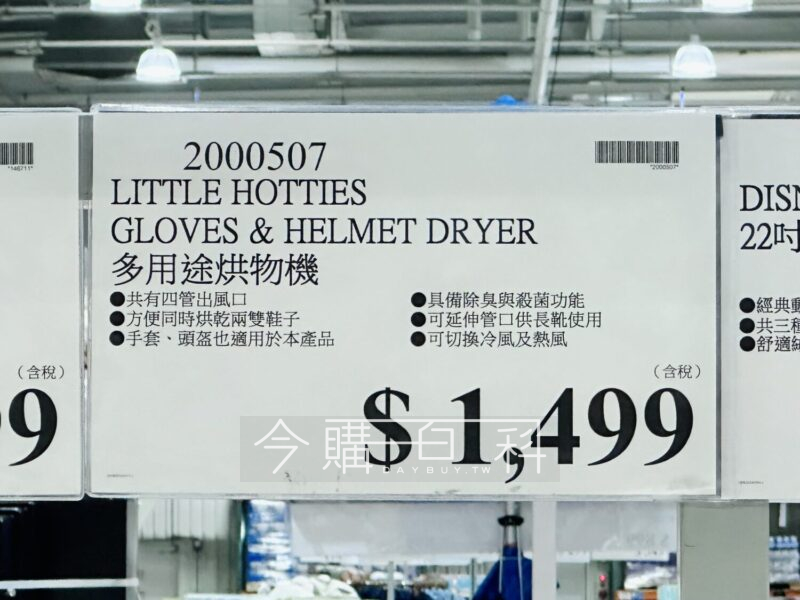 2000507
LITTLE HOTTIES
GLOVES & HELMET DRYER
多用途烘物機
●共有四管出風口
●方便同時烘乾兩雙鞋子
●手套、頭盔也適用於本產品
●具備除臭與殺菌功能
●可延伸管口供長靴使用
●可切換冷風及熱風
(含稅)
$ 1,499
*2000507*
今購百科
TODAYBUY.TW
*146711*
(含稅)
99
DISN
22吋
●經典
●共三種
●舒適